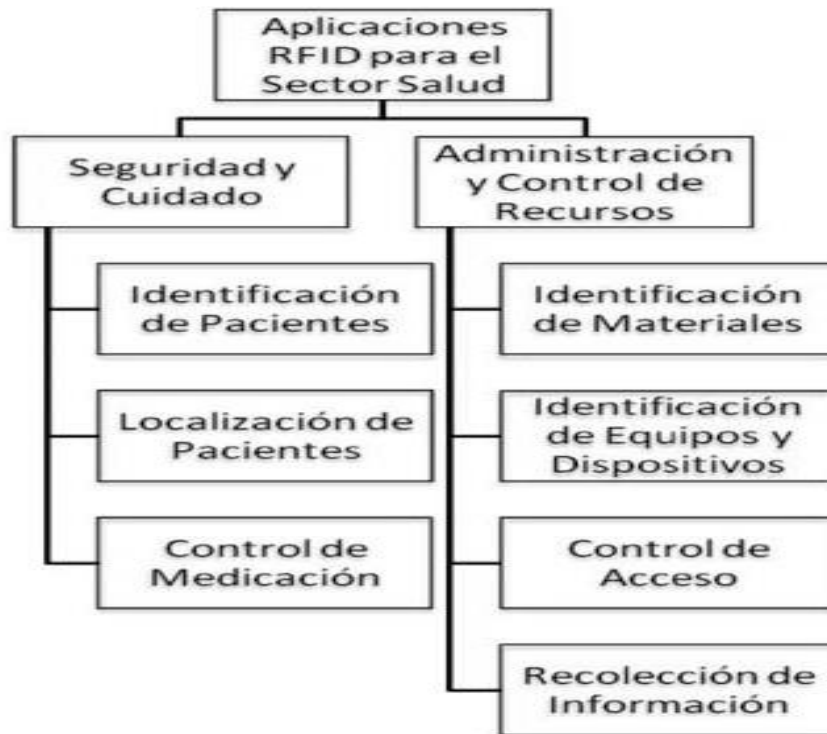 Aplicaciones
RFID para el
Sector Salud
Seguridad y
Cuidado
Identificación
de Pacientes
Localización de
Pacientes
Control de
Medicación
Administración
y Control de
Recursos
Identificación
de Materiales
Identificación
de Equipos y
Dispositivos
Control de
Acceso
Recolección de
Información